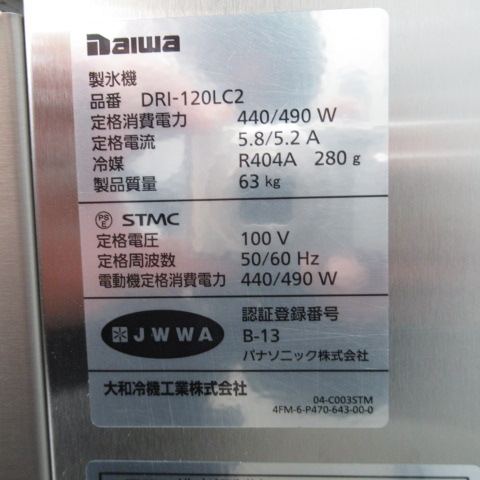 Daiwa
製氷機
品番 DRI-120LC2
定格消費電力 440/490 W
定格電流 5.8/5.2 A
冷媒 R404A 280 g
製品質量 63 kg
PS E STMC
定格電圧 100 V
定格周波数 50/60 Hz
電動機定格消費電力 440/490 W
JWWA
認証登録番号
B-13
パナソニック株式会社
大和冷機工業株式会社
04-C003STM
4FM-6-P470-643-00-0